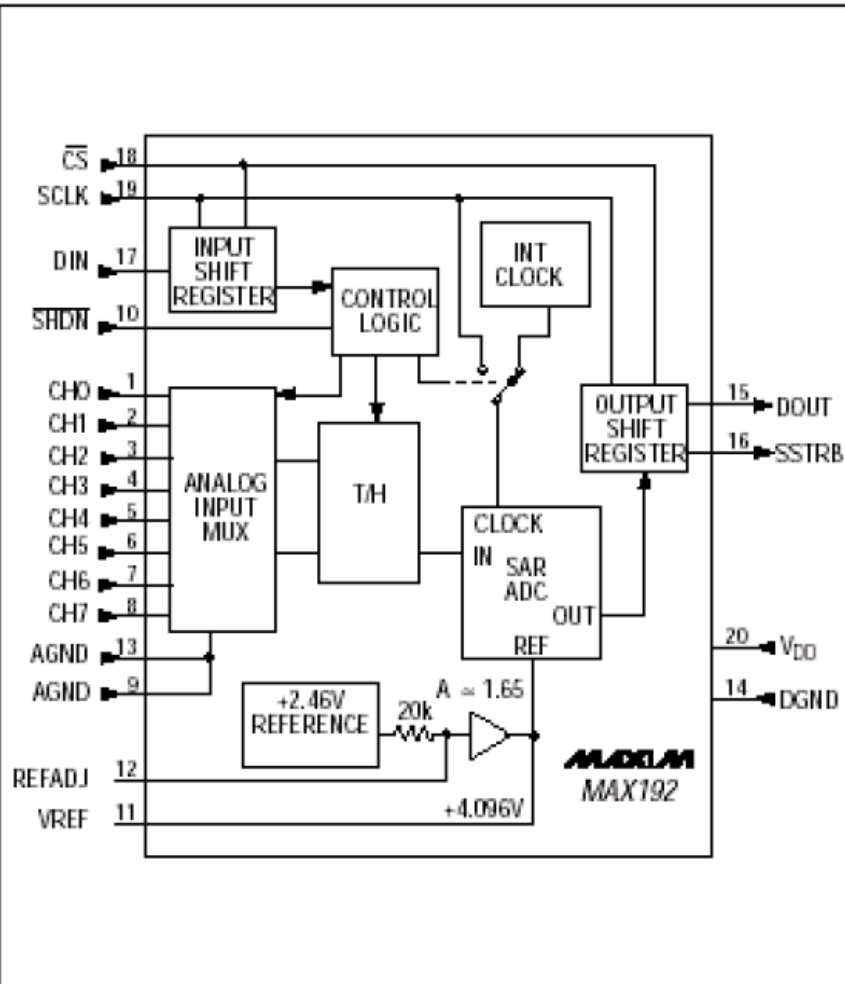 CS 18
SCLK 19
DIN 17
SHDN 10
CH0 1
CH1 2
CH2 3
CH3 4
CH4 5
CH5 6
CH6 7
CH7 8
AGND 13
AGND 9
REFADJ 12
VREF 11
INPUT
SHIFT
REGISTER
CONTROL
LOGIC
INT
CLOCK
ANALOG
INPUT
MUX
T/H
OUTPUT
SHIFT
REGISTER
15 DOUT
16 SSTRB
CLOCK
IN
SAR
ADC
OUT
REF
20 VDD
14 DGND
+2.46V
REFERENCE
20k
A ≃ 1.65
+4.096V
MAXIM
MAX192